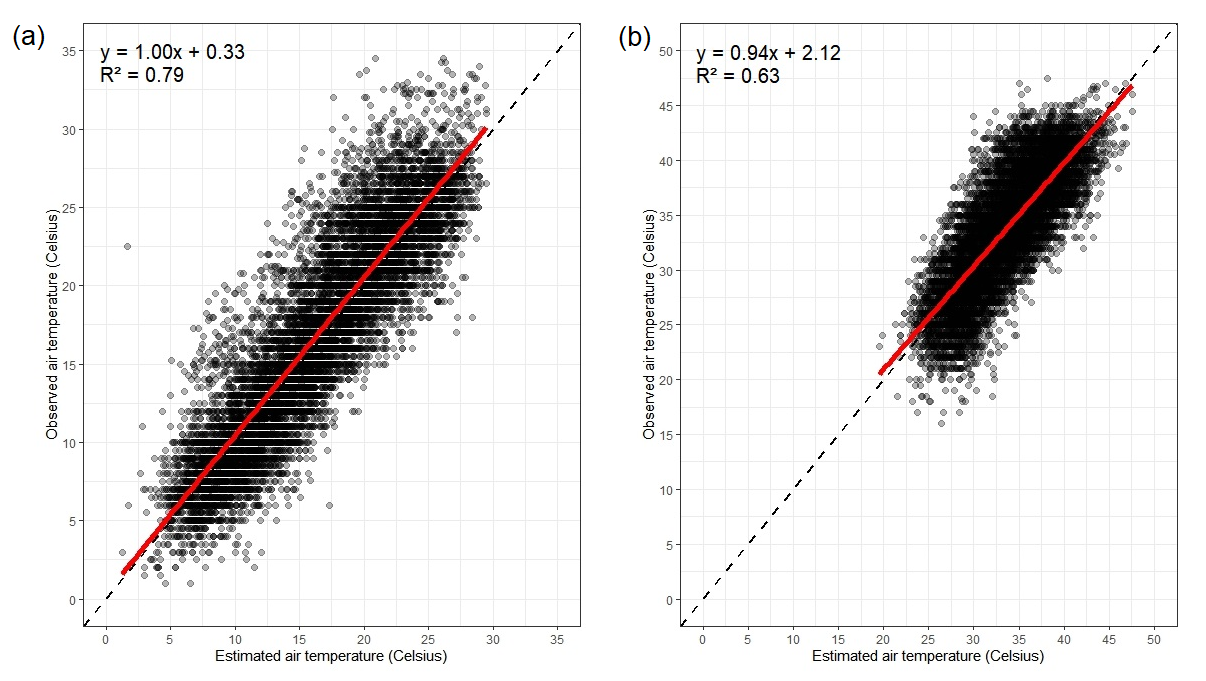 (a)
y = 1.00x + 0.33
R² = 0.79
35
30
25
20
15
10
5
0
Observed air temperature (Celsius)
0 5 10 15 20 25 30 35
Estimated air temperature (Celsius)
(b)
y = 0.94x + 2.12
R² = 0.63
50
45
40
35
30
25
20
15
10
5
0
Observed air temperature (Celsius)
0 5 10 15 20 25 30 35 40 45 50
Estimated air temperature (Celsius)